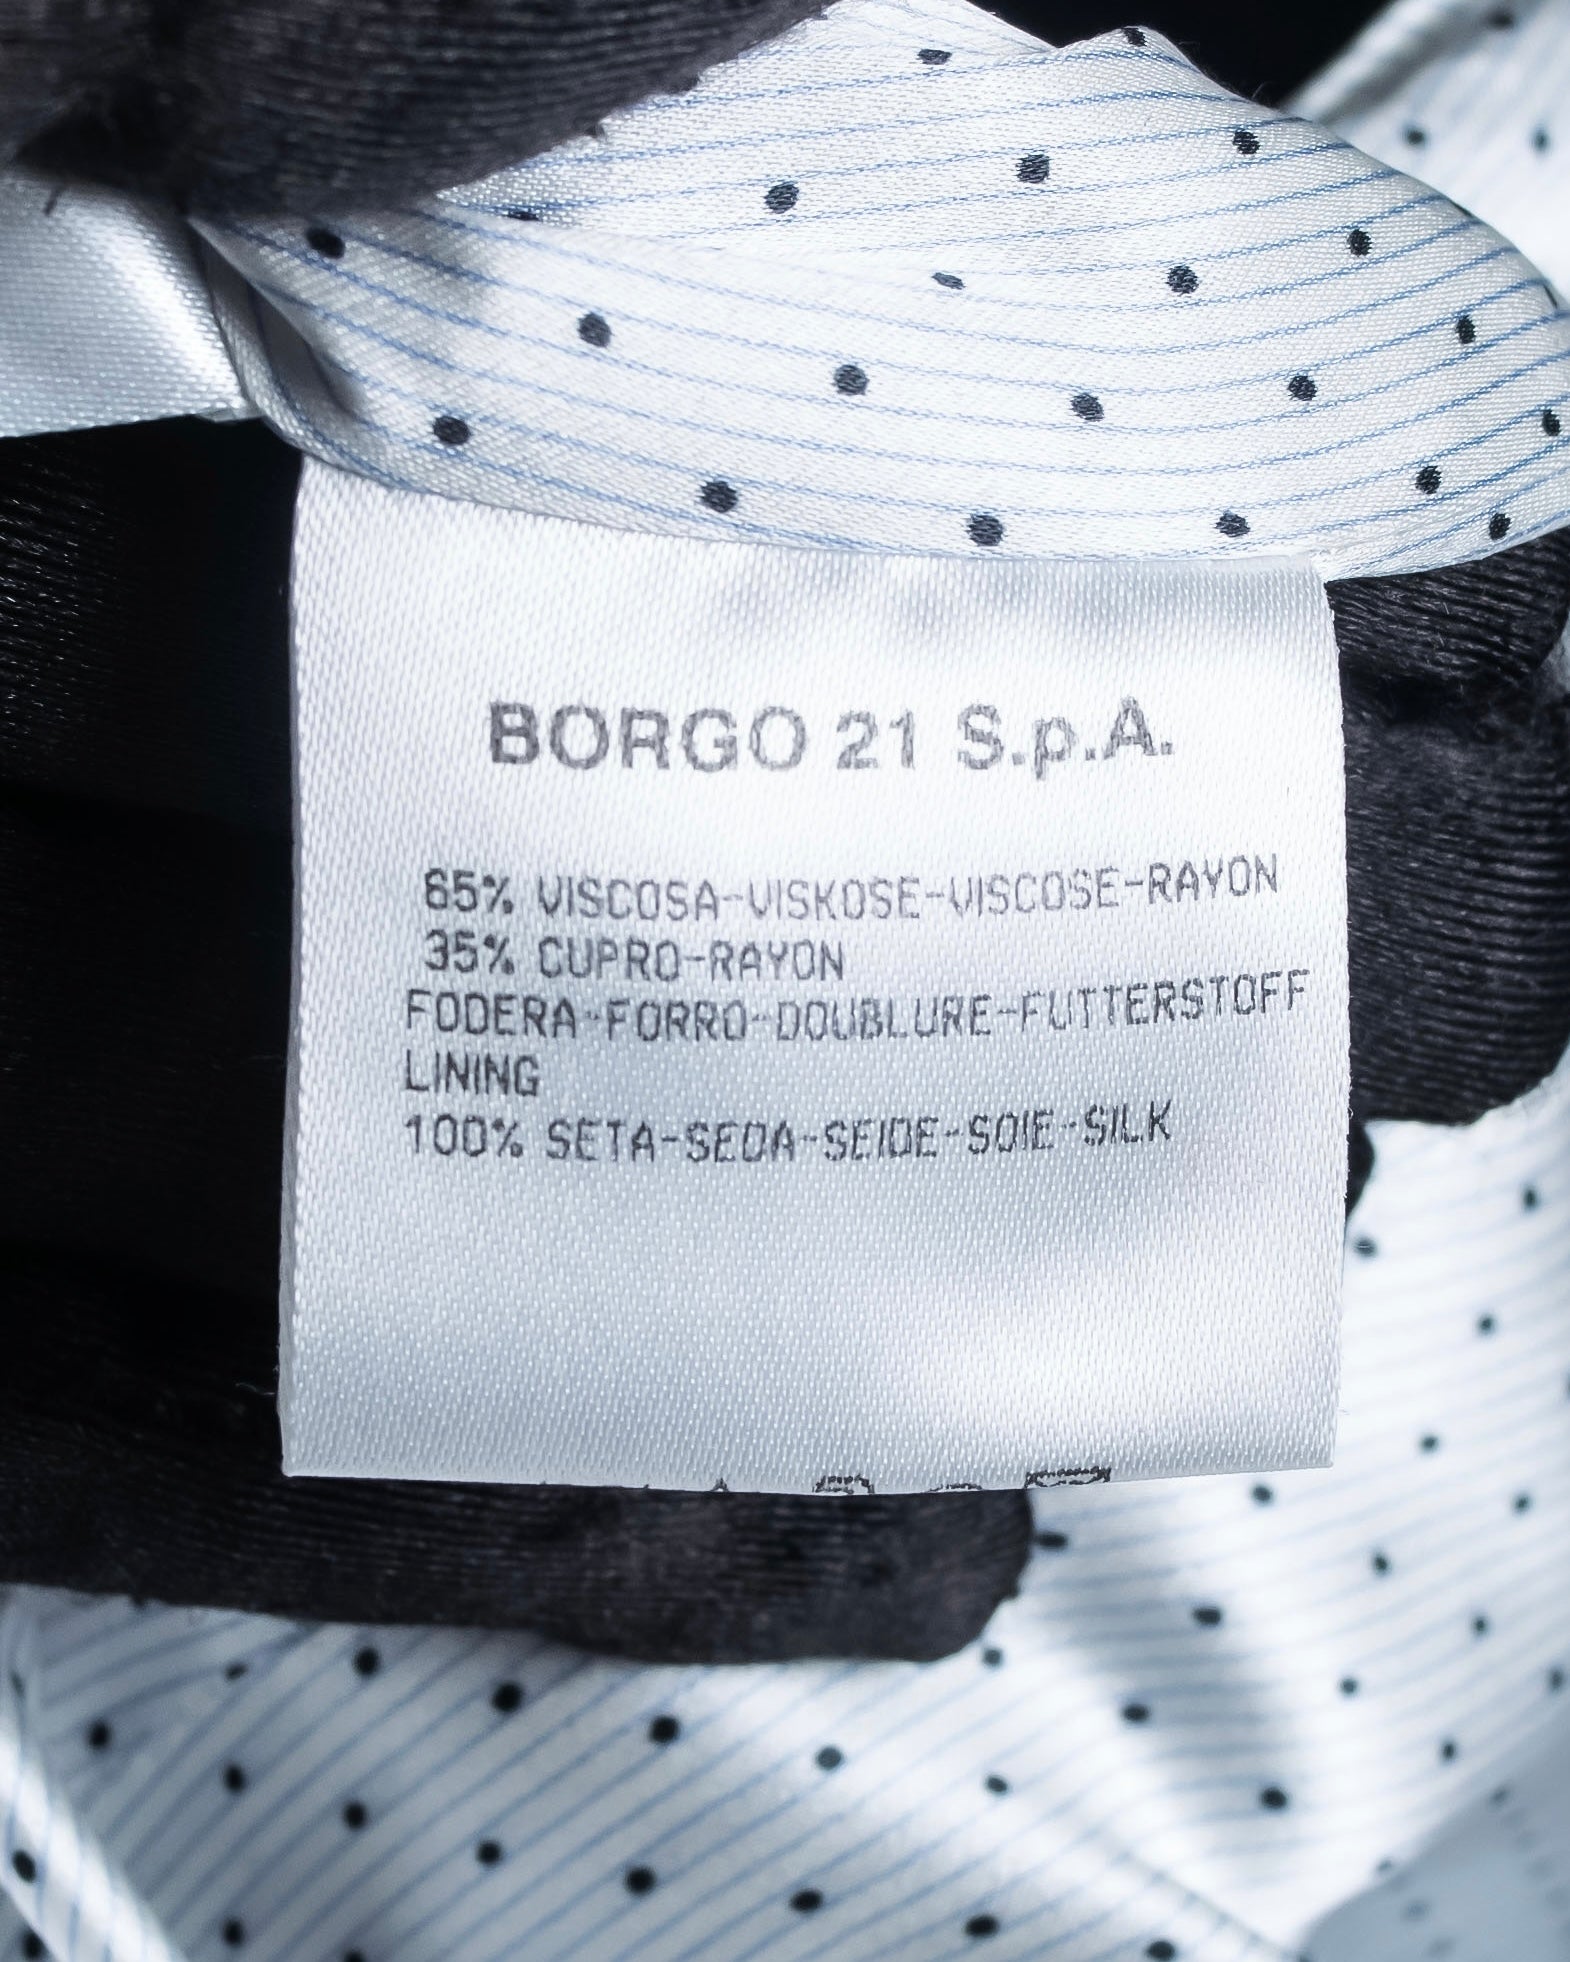 BORGO 21 S.p.A.
65% VISCOSA-VISKOSE-VISCOSE-RAYON
35% CUPRO-RAYON
FODERA-FORRO-DOUBLURE-FUTTERSTOFF
LINING
100% SETA-SEDA-SEIDE-SOIE-SILK